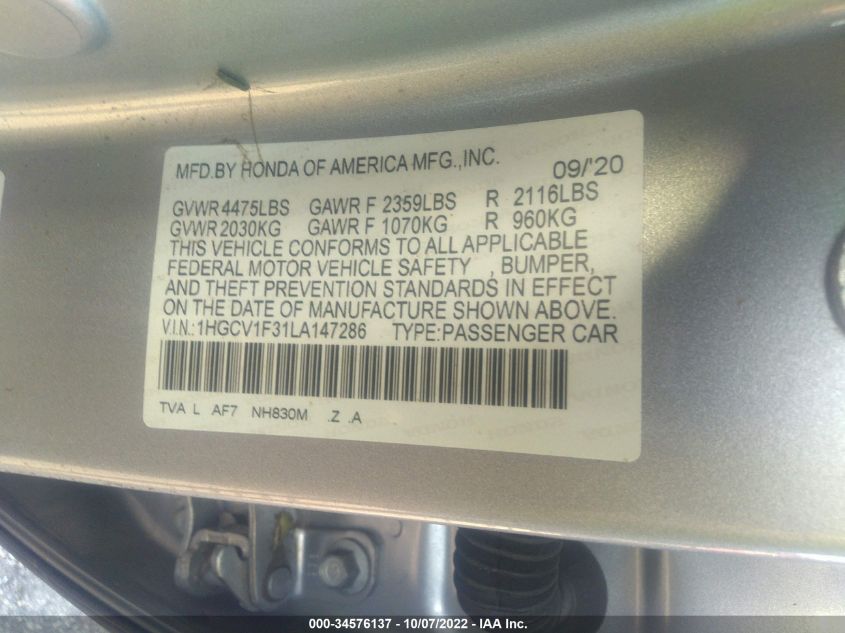 MFD.BY HONDA OF AMERICA MFG.,INC. 09/'20
GVWR 4475LBS GAWR F 2359LBS R 2116LBS
GVWR 2030KG GAWR F 1070KG R 960KG
THIS VEHICLE CONFORMS TO ALL APPLICABLE
FEDERAL MOTOR VEHICLE SAFETY , BUMPER,
AND THEFT PREVENTION STANDARDS IN EFFECT
ON THE DATE OF MANUFACTURE SHOWN ABOVE.
V.I.N.:1HGCV1F31LA147286 TYPE:PASSENGER CAR
TVA L AF7 NH830M .Z .A
000-34576137 - 10/07/2022 - IAA Inc.